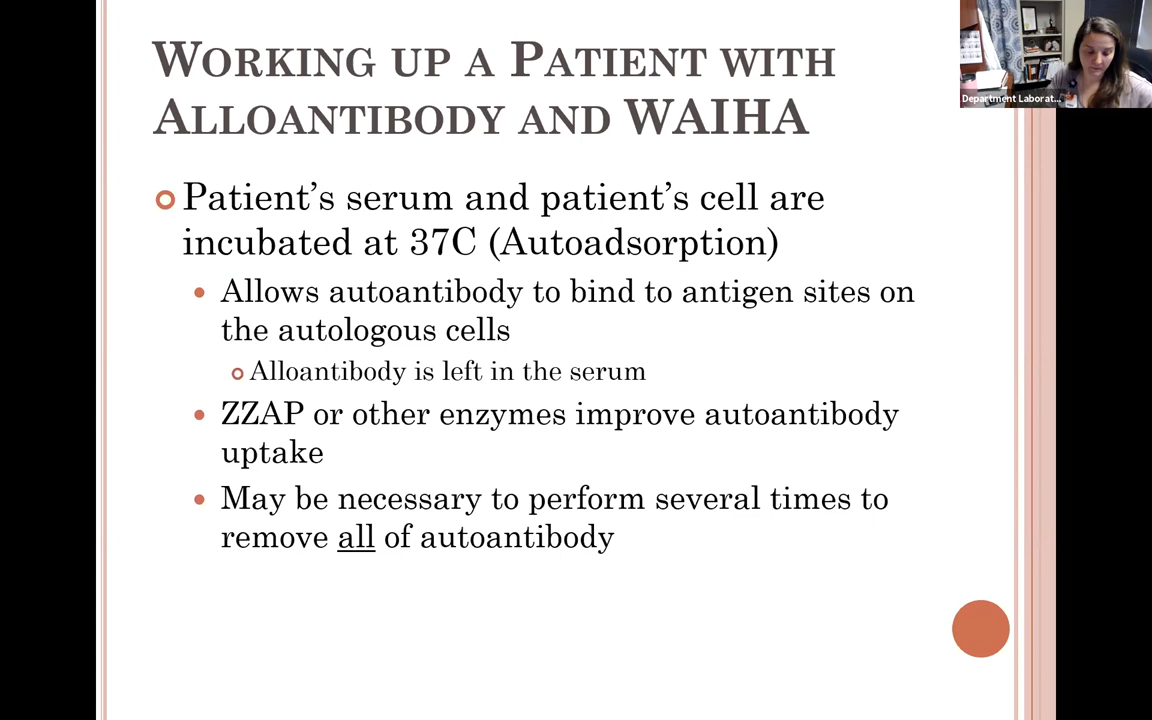 WORKING UP A PATIENT WITH
ALLOANTIBODY AND WAIHA
Patient’s serum and patient’s cell are
incubated at 37C (Autoadsorption)
Allows autoantibody to bind to antigen sites on
the autologous cells
Alloantibody is left in the serum
ZZAP or other enzymes improve autoantibody
uptake
May be necessary to perform several times to
remove all of autoantibody
Department Laborat...